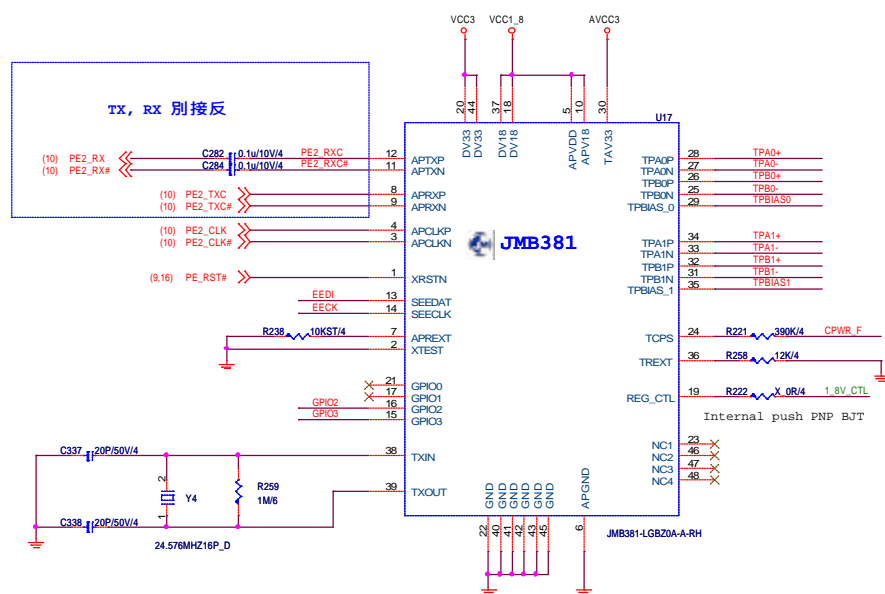 VCC3
VCC1_8
AVCC3
TX, RX 別接反
U17
20
44
37
18
5
10
30
DV33
DV33
DV18
DV18
APVDD
APV18
TAV33
(10) PE2_RX
C282
0.1u/10V/4
PE2_RXC
12
APTXP
(10) PE2_RX#
C284
0.1u/10V/4
PE2_RXC#
11
APTXN
(10) PE2_TXC
8
APRXP
(10) PE2_TXC#
9
APRXN
(10) PE2_CLK
4
APCLKP
(10) PE2_CLK#
3
APCLKN
(9,16) PE_RST#
1
XRSTN
EEDI
13
SEEDAT
EECK
14
SEECLK
R238
10KST/4
7
APREXT
2
XTEST
21
GPIO0
17
GPIO1
GPIO2
16
GPIO2
GPIO3
15
GPIO3
38
TXIN
39
TXOUT
C337
20P/50V/4
2
Y4
1
R259
1M/6
C338
20P/50V/4
24.576MHZ16P_D
JMB381
TPA0P
28
TPA0+
TPA0N
27
TPA0-
TPB0P
26
TPB0+
TPB0N
25
TPB0-
TPBIAS_0
29
TPBIAS0
TPA1P
34
TPA1+
TPA1N
33
TPA1-
TPB1P
32
TPB1+
TPB1N
31
TPB1-
TPBIAS_1
35
TPBIAS1
TCPS
24
R221
390K/4
CPWR_F
TREXT
36
R258
12K/4
REG_CTL
19
R222
X_0R/4
1_8V_CTL
Internal push PNP BJT
NC1
23
NC2
46
NC3
47
NC4
48
GND
GND
GND
GND
GND
GND
APGND
22
40
41
42
43
45
6
JMB381-LGBZ0A-A-RH